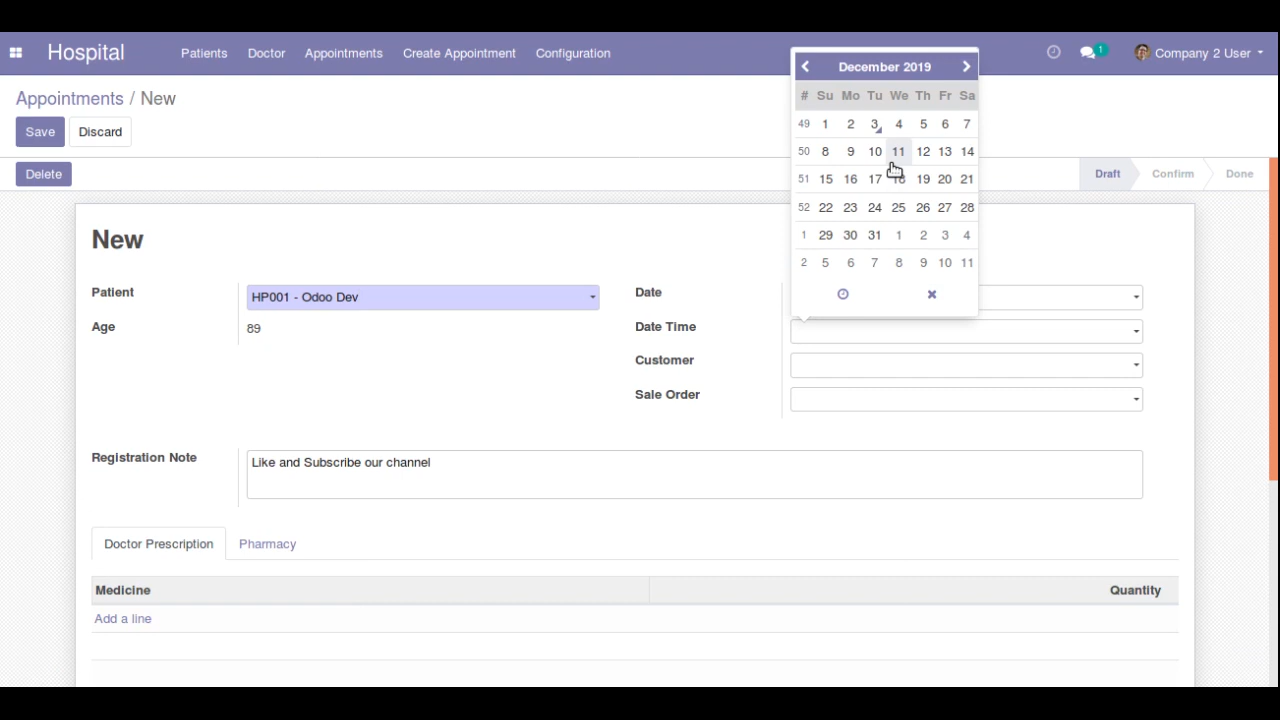 Hospital Patients Doctor Appointments Create Appointment Configuration 1 Company 2 User
Appointments / New
Save Discard
Delete
Draft Confirm Done
December 2019
# Su Mo Tu We Th Fr Sa
49 1 2 3 4 5 6 7
50 8 9 10 11 12 13 14
51 15 16 17 18 19 20 21
52 22 23 24 25 26 27 28
1 29 30 31 1 2 3 4
2 5 6 7 8 9 10 11
New
Patient HP001 - Odoo Dev
Age 89
Date
Date Time
Customer
Sale Order
Registration Note Like and Subscribe our channel
Doctor Prescription Pharmacy
Medicine Quantity
Add a line